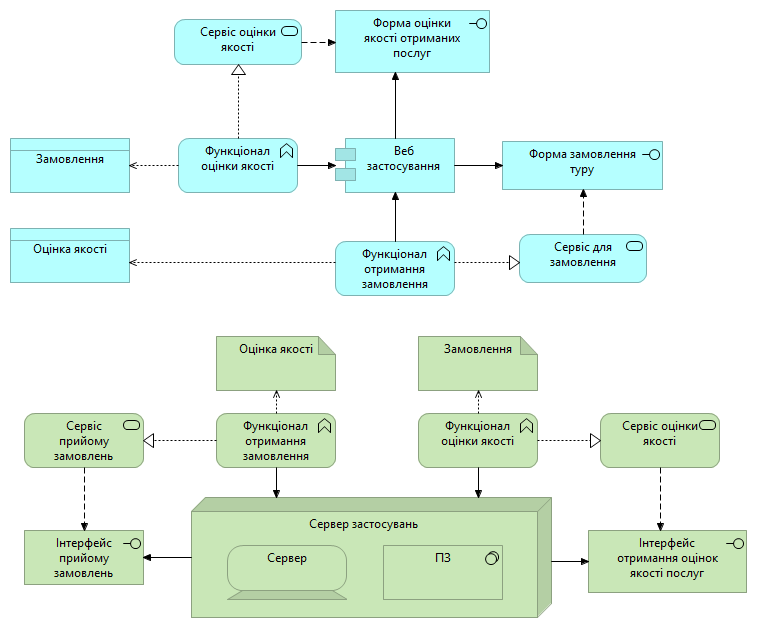 Сервіс оцінки
якості
Форма оцінки
якості отриманих
послуг
Замовлення
Функціонал
оцінки якості
Веб
застосування
Форма замовлення
туру
Оцінка якості
Функціонал
отримання
замовлення
Сервіс для
замовлення
Оцінка якості
Замовлення
Сервіс
прийому
замовлень
Функціонал
отримання
замовлення
Функціонал
оцінки якості
Сервіс оцінки
якості
Сервер застосувань
Інтерфейс
прийому
замовлень
Сервер
ПЗ
Інтерфейс
отримання оцінок
якості послуг